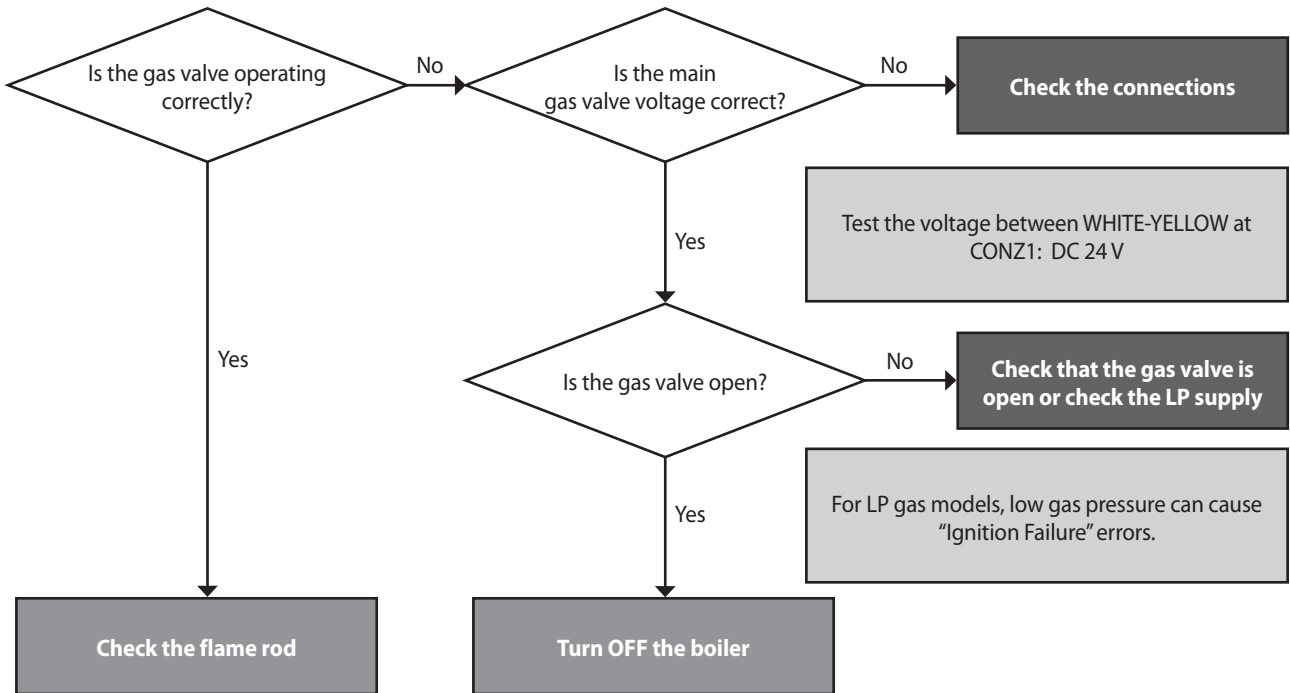 Is the gas valve operating
correctly?
No
Is the main
gas valve voltage correct?
No
Check the connections
Test the voltage between WHITE-YELLOW at
CONZ1: DC 24 V
Yes
Yes
Is the gas valve open?
No
Check that the gas valve is
open or check the LP supply
For LP gas models, low gas pressure can cause
“Ignition Failure” errors.
Yes
Check the flame rod
Turn OFF the boiler